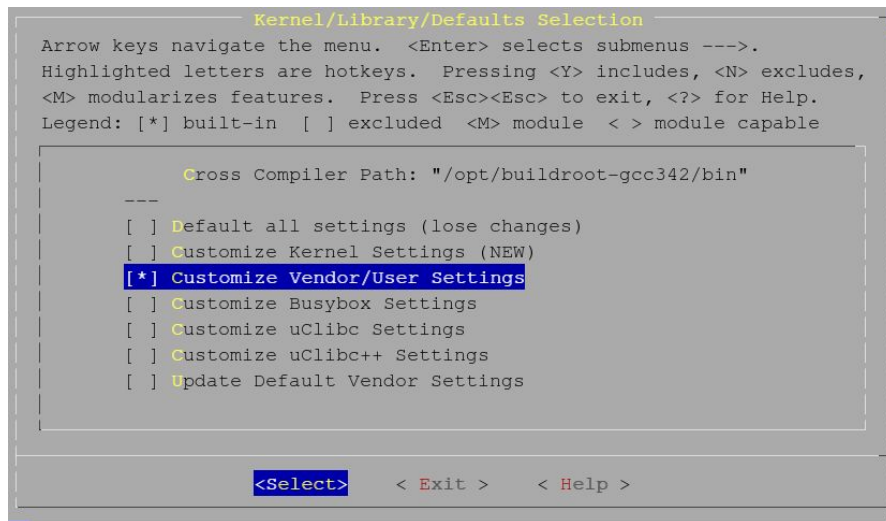 Kernel/Library/Defaults Selection
Arrow keys navigate the menu.  <Enter> selects submenus --->.
Highlighted letters are hotkeys.  Pressing <Y> includes, <N> excludes,
<M> modularizes features.  Press <Esc><Esc> to exit, <?> for Help.
Legend: [*] built-in  [ ] excluded  <M> module  < > module capable
Cross Compiler Path: "/opt/buildroot-gcc342/bin"
---
[ ] Default all settings (lose changes)
[ ] Customize Kernel Settings (NEW)
[*] Customize Vendor/User Settings
[ ] Customize Busybox Settings
[ ] Customize uClibc Settings
[ ] Customize uClibc++ Settings
[ ] Update Default Vendor Settings
<Select>    < Exit >    < Help >